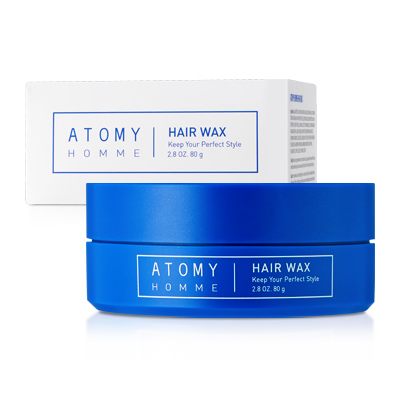 ATOMY
HOMME
HAIR WAX
Keep Your Perfect Style
2.8 OZ. 80 g
ATOMY
HOMME
HAIR WAX
Keep Your Perfect Style
2.8 OZ. 80 g